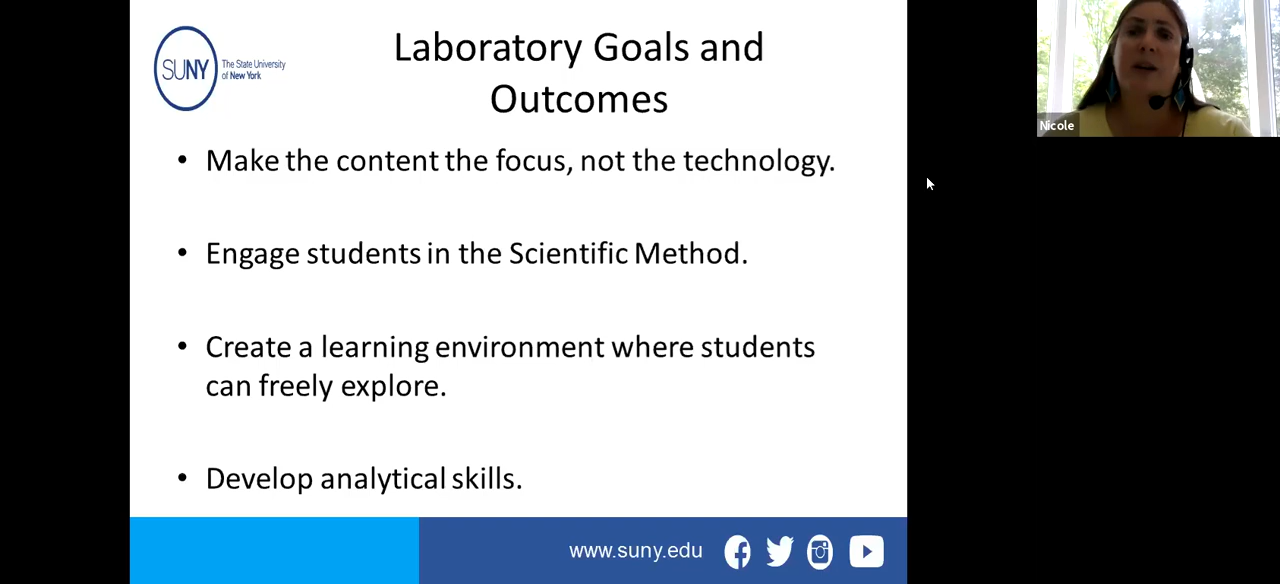 SUNY
The State University
of New York
Laboratory Goals and
Outcomes
• Make the content the focus, not the technology.
• Engage students in the Scientific Method.
• Create a learning environment where students
can freely explore.
• Develop analytical skills.
www.suny.edu
Nicole